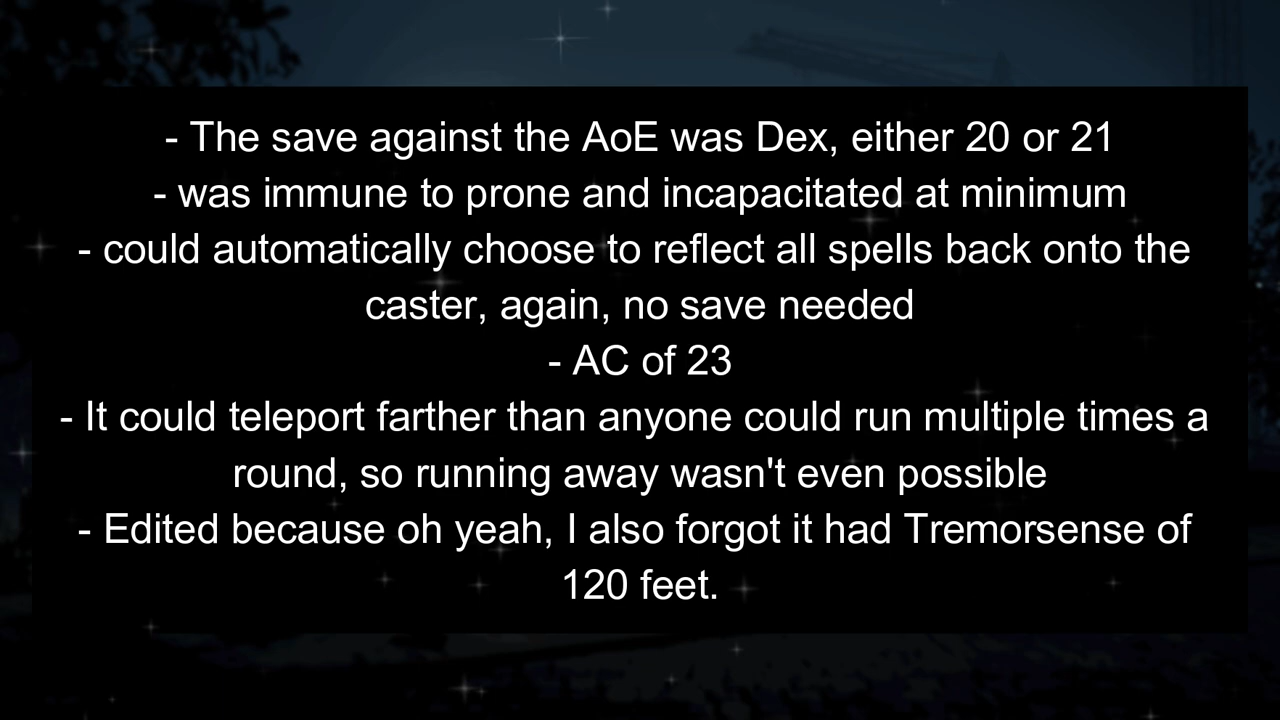 - The save against the AoE was Dex, either 20 or 21
- was immune to prone and incapacitated at minimum
- could automatically choose to reflect all spells back onto the
caster, again, no save needed
- AC of 23
- It could teleport farther than anyone could run multiple times a
round, so running away wasn't even possible
- Edited because oh yeah, I also forgot it had Tremorsense of
120 feet.